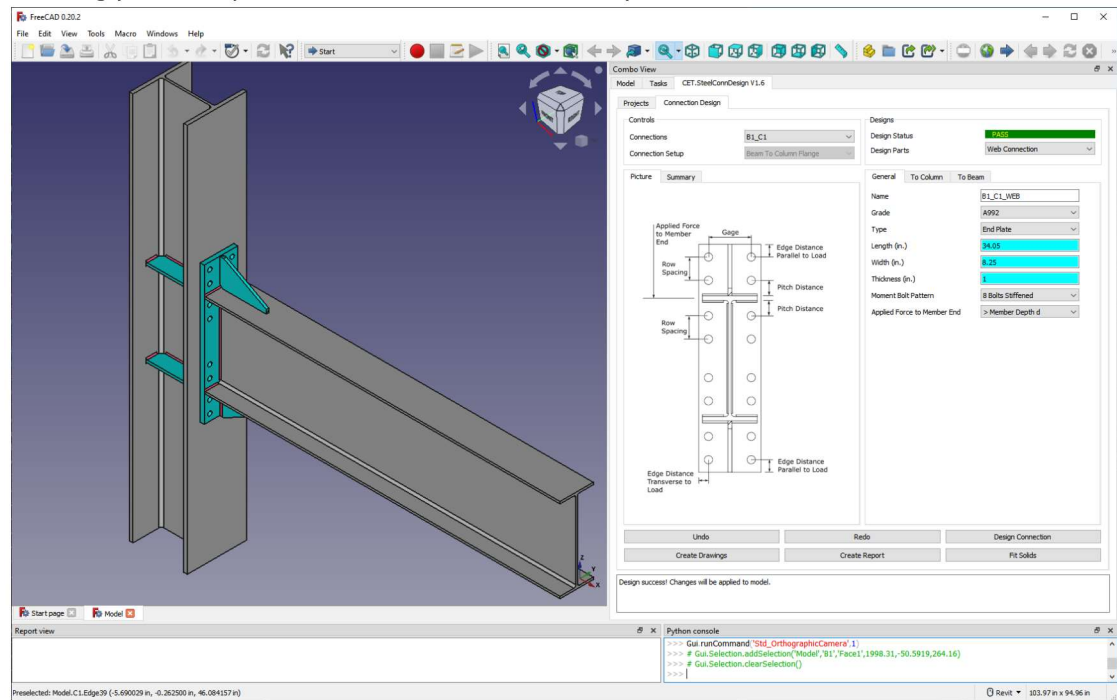 FreeCAD 0.20.2
File Edit View Tools Macro Windows Help
Start
Combo View
Model Tasks CET.SteelConnDesign V1.6
Projects Connection Design
Controls
Connections B1_C1
Connection Setup Beam To Column Flange
Designs
Design Status PASS
Design Parts Web Connection
Picture Summary
General To Column To Beam
Name B1_C1_WEB
Grade A992
Type End Plate
Length (in.) 34.05
Width (in.) 8.25
Thickness (in.) 1
Moment Bolt Pattern 8 Bolts Stiffened
Applied Force to Member End > Member Depth d
Applied Force
to Member
End
Gage
Edge Distance
Parallel to Load
Row
Spacing
Pitch Distance
Pitch Distance
Row
Spacing
Edge Distance
Parallel to Load
Edge Distance
Transverse to
Load
Undo Redo Design Connection
Create Drawings Create Report Fit Solids
Design success! Changes will be applied to model.
Start page Model
Report view
Python console
>>> Gui.runCommand('Std_OrthographicCamera',1)
>>> # Gui.Selection.addSelection('Model','B1','Face1',1998.31,-50.5919,264.16)
>>> # Gui.Selection.clearSelection()
>>>
Z
Y
X
Preselected: Model.C1.Edge39 (-5.690029 in, -0.262500 in, 46.084157 in)
Revit 103.97 in x 94.96 in